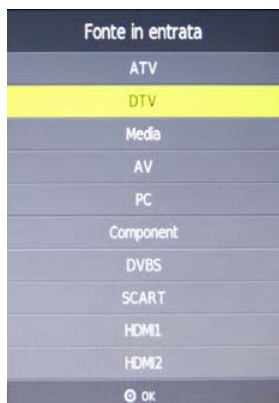 Fonte in entrata
ATV
DTV
Media
AV
PC
Component
DVBS
SCART
HDMI1
HDMI2
OK